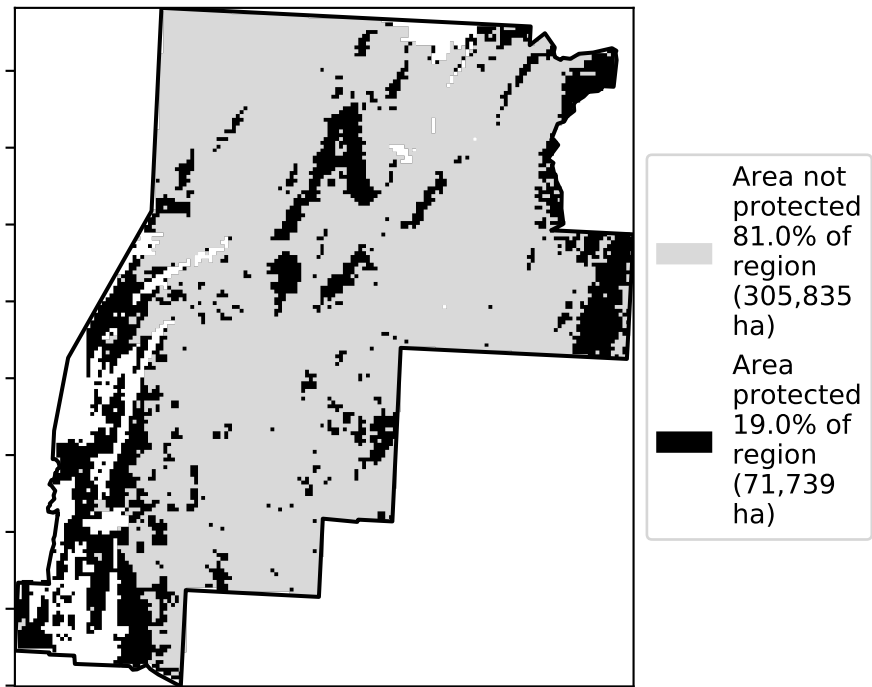 Area not
protected
81.0% of
region
(305,835
ha)
Area
protected
19.0% of
region
(71,739
ha)